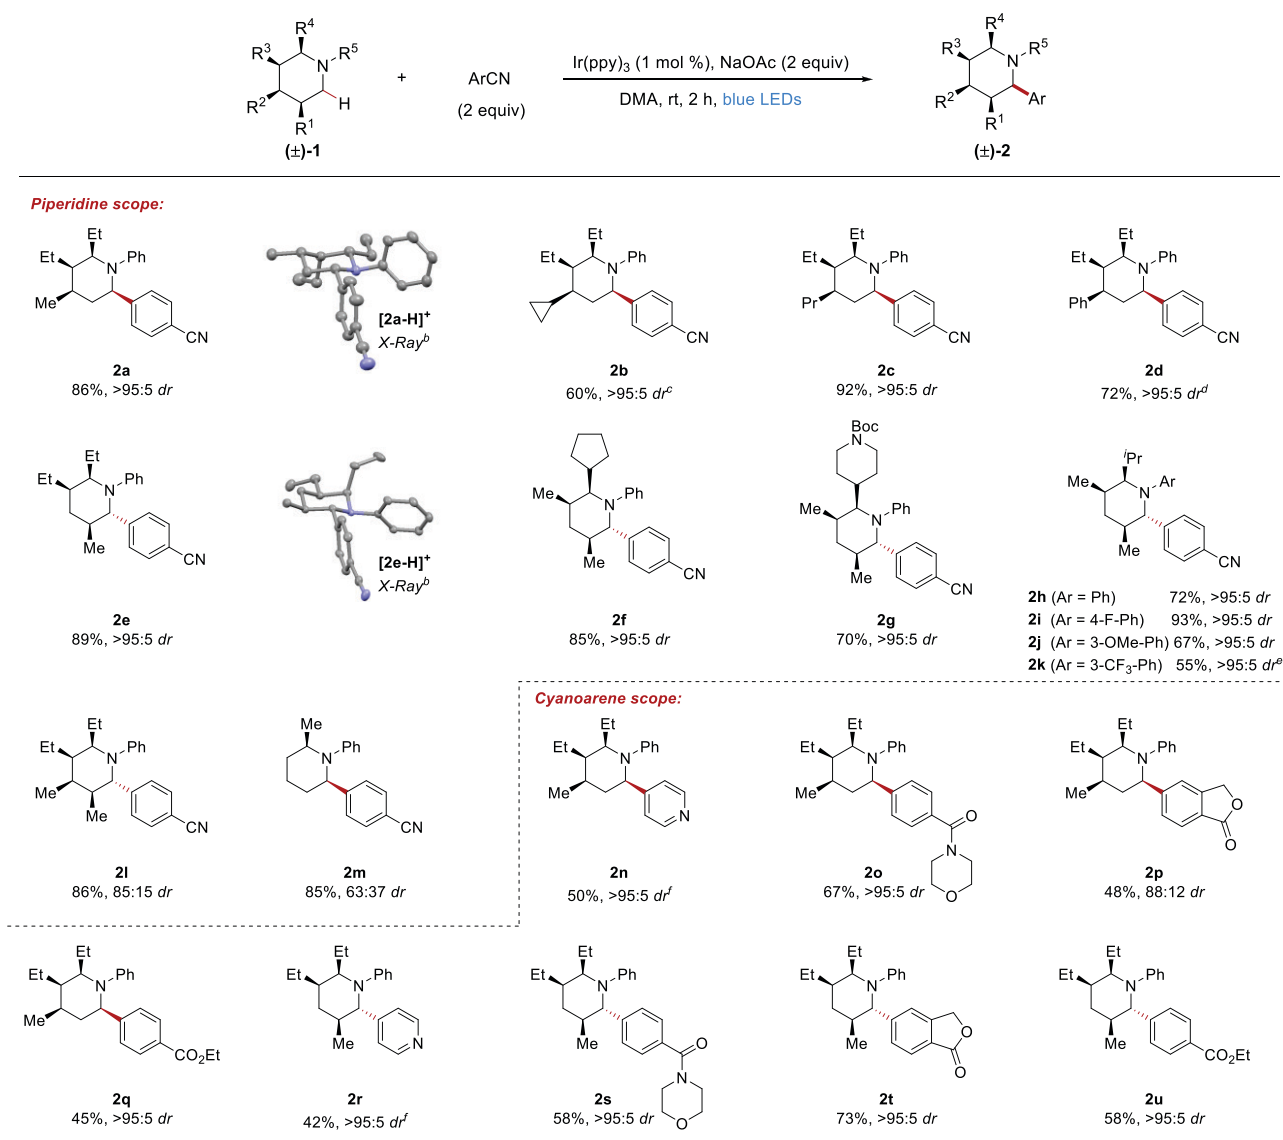 R⁴
R³
R⁵
N
R²
H
R¹
(±)-1
+
ArCN
(2 equiv)
Ir(ppy)₃ (1 mol %), NaOAc (2 equiv)
DMA, rt, 2 h, blue LEDs
R⁴
R³
R⁵
N
R²
Ar
R¹
(±)-2
Piperidine scope:
Et
Et
N
Ph
Me
CN
2a
86%, >95:5 dr
[2a-H]⁺
X-Rayᵇ
Et
Et
N
Ph
CN
2b
60%, >95:5 drᶜ
Et
Et
N
Ph
Pr
CN
2c
92%, >95:5 dr
Et
Et
N
Ph
Ph
CN
2d
72%, >95:5 drᵈ
Et
Et
N
Ph
Me
CN
2e
89%, >95:5 dr
[2e-H]⁺
X-Rayᵇ
Me
N
Ph
Me
CN
2f
85%, >95:5 dr
Boc
N
Me
N
Ph
Me
CN
2g
70%, >95:5 dr
ⁱPr
Me
N
Ar
Me
CN
2h (Ar = Ph) 72%, >95:5 dr
2i (Ar = 4-F-Ph) 93%, >95:5 dr
2j (Ar = 3-OMe-Ph) 67%, >95:5 dr
2k (Ar = 3-CF₃-Ph) 55%, >95:5 drᵉ
Et
Et
N
Ph
Me
Me
CN
2l
86%, 85:15 dr
Me
N
Ph
CN
2m
85%, 63:37 dr
Cyanoarene scope:
Et
Et
N
Ph
Me
N
2n
50%, >95:5 drᶠ
Et
Et
N
Ph
Me
O
N
O
2o
67%, >95:5 dr
Et
Et
N
Ph
Me
O
O
2p
48%, 88:12 dr
Et
Et
N
Ph
Me
CO₂Et
2q
45%, >95:5 dr
Et
Et
N
Ph
Me
N
2r
42%, >95:5 drᶠ
Et
Et
N
Ph
Me
O
N
O
2s
58%, >95:5 dr
Et
Et
N
Ph
Me
O
O
2t
73%, >95:5 dr
Et
Et
N
Ph
Me
CO₂Et
2u
58%, >95:5 dr